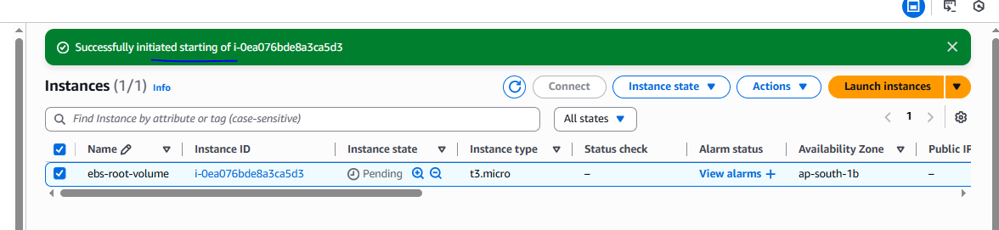 Successfully initiated starting of i-0ea076bde8a3ca5d3
Instances (1/1) Info
Connect
Instance state
Actions
Launch instances
Find Instance by attribute or tag (case-sensitive)
All states
1
Name Instance ID Instance state Instance type Status check Alarm status Availability Zone Public IP
ebs-root-volume i-0ea076bde8a3ca5d3 Pending t3.micro – View alarms + ap-south-1b –